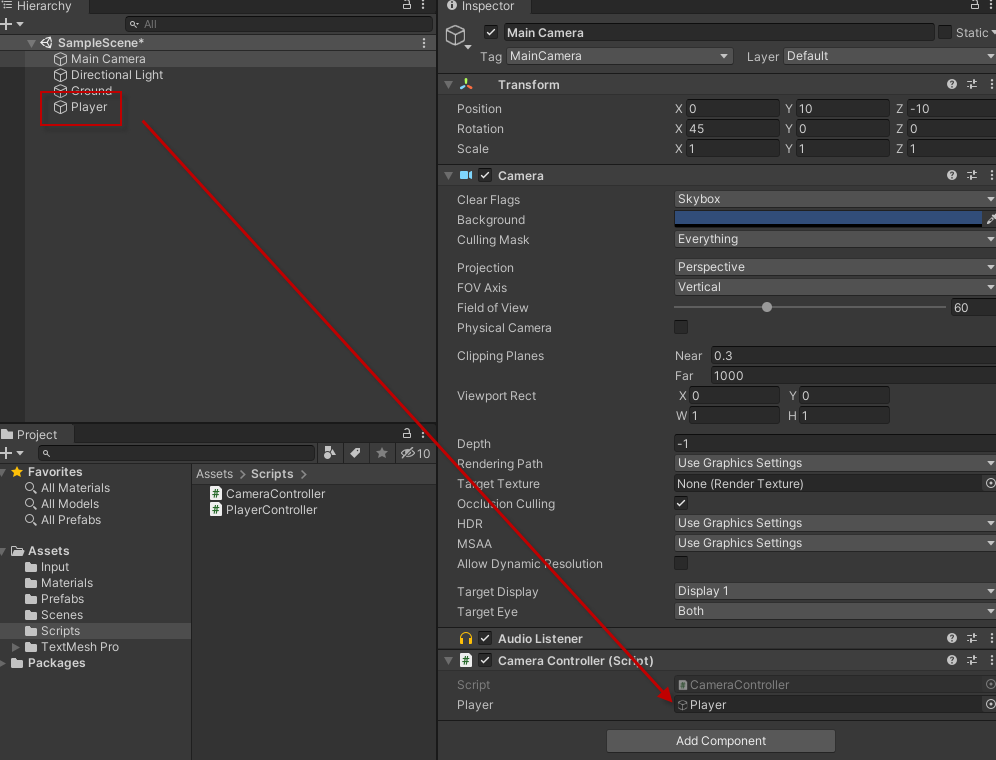 Hierarchy
All
SampleScene*
Main Camera
Directional Light
Ground
Player
Project
10
Favorites
All Materials
All Models
All Prefabs
Assets
Input
Materials
Prefabs
Scenes
Scripts
TextMesh Pro
Packages
Assets > Scripts >
CameraController
PlayerController
Inspector
Main Camera Static
Tag MainCamera Layer Default
Transform
Position X 0 Y 10 Z -10
Rotation X 45 Y 0 Z 0
Scale X 1 Y 1 Z 1
Camera
Clear Flags Skybox
Background
Culling Mask Everything
Projection Perspective
FOV Axis Vertical
Field of View 60
Physical Camera
Clipping Planes Near 0.3
Far 1000
Viewport Rect X 0 Y 0
W 1 H 1
Depth -1
Rendering Path Use Graphics Settings
Target Texture None (Render Texture)
Occlusion Culling
HDR Use Graphics Settings
MSAA Use Graphics Settings
Allow Dynamic Resolution
Target Display Display 1
Target Eye Both
Audio Listener
# Camera Controller (Script)
Script CameraController
Player Player
Add Component